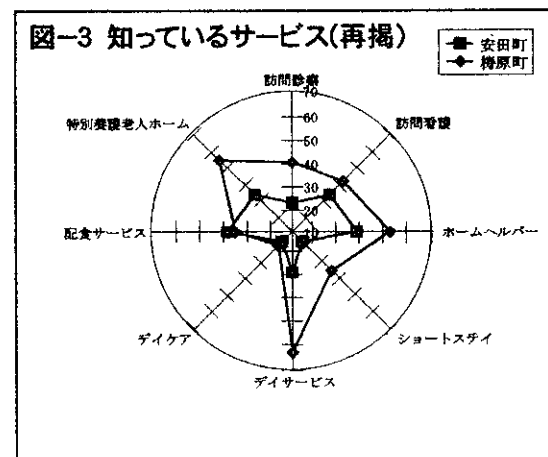 図-3 知っているサービス(再掲)
安田町
梼原町
訪問診療
訪問看護
ホームヘルパー
ショートステイ
デイサービス
デイケア
配食サービス
特別養護老人ホーム
70
60
50
40
30
20